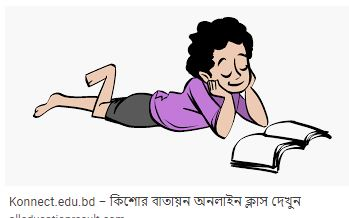 Konnect.edu.bd – কিশোর বাতায়ন অনলাইন ক্লাস দেখুন